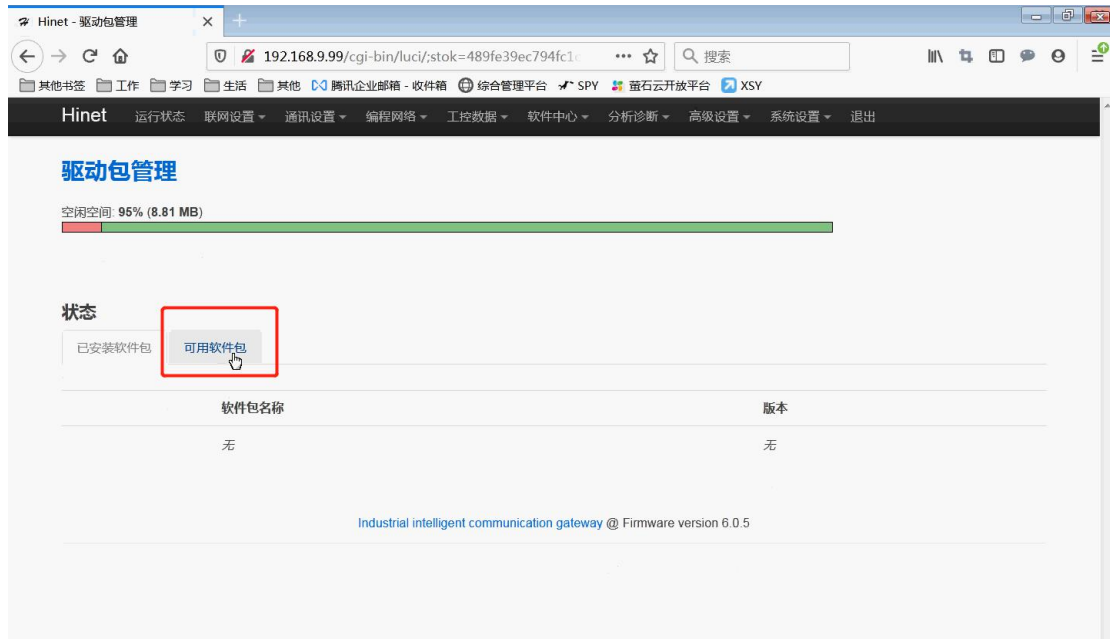 Hinet - 驱动包管理
192.168.9.99/cgi-bin/luci/;stok=489fe39ec794fc1c
搜索
其他书签 工作 学习 生活 其他 腾讯企业邮箱 - 收件箱 综合管理平台 SPY 萤石云开放平台 XSY
Hinet 运行状态 联网设置 通讯设置 编程网络 工控数据 软件中心 分析诊断 高级设置 系统设置 退出
驱动包管理
空闲空间: 95% (8.81 MB)
状态
已安装软件包 可用软件包
软件包名称 版本
无 无
Industrial intelligent communication gateway @ Firmware version 6.0.5